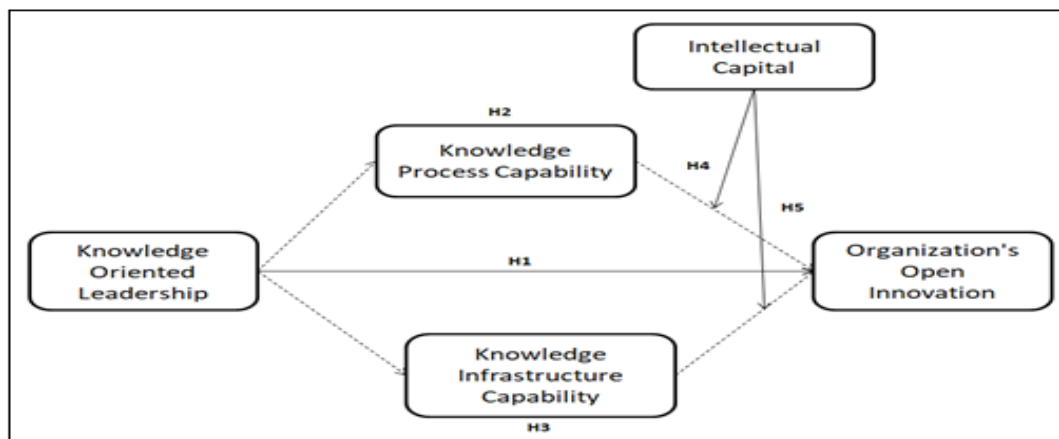 Intellectual
Capital
H2
Knowledge
Process Capability
H4
H5
Knowledge
Oriented
Leadership
H1
Organization's
Open
Innovation
Knowledge
Infrastructure
Capability
H3